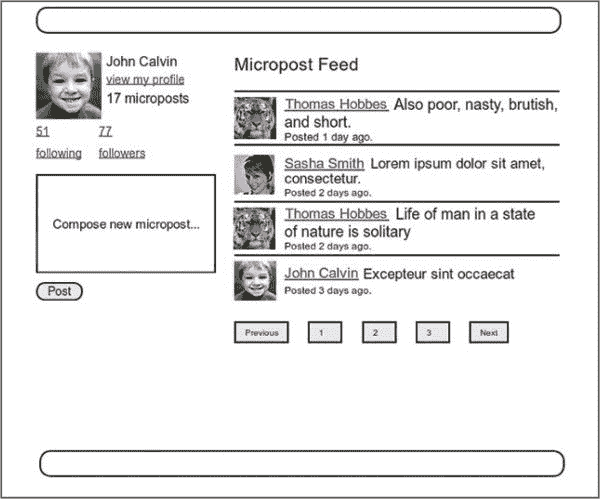 John Calvin
view my profile
17 microposts
51 77
following followers
Compose new micropost...
Post
Micropost Feed
Thomas Hobbes Also poor, nasty, brutish,
and short.
Posted 1 day ago.
Sasha Smith Lorem ipsum dolor sit amet,
consectetur.
Posted 2 days ago.
Thomas Hobbes Life of man in a state
of nature is solitary
Posted 2 days ago.
John Calvin Excepteur sint occaecat
Posted 3 days ago.
Previous 1 2 3 Next